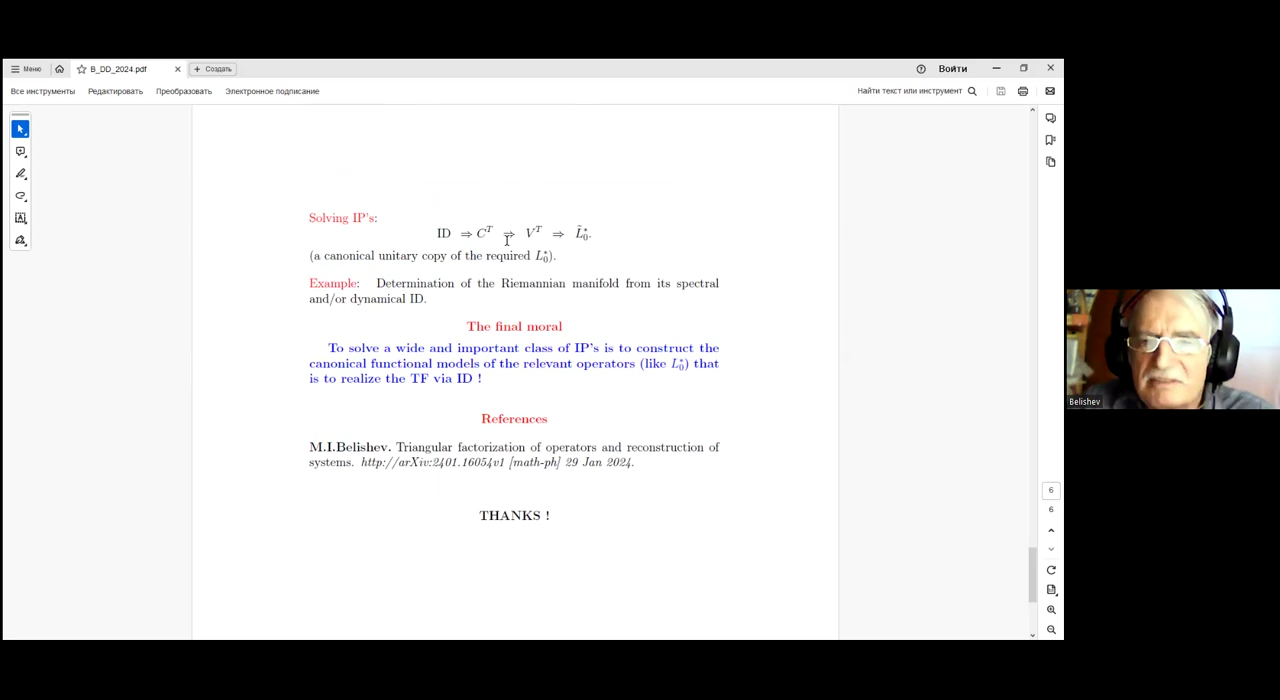 Меню B_DD_2024.pdf Создать Войти
Все инструменты Редактировать Преобразовать Электронное подписание Найти текст или инструмент
Solving IP's:
ID ⇒ C^T ⇒ V^T ⇒ L̃₀*.
(a canonical unitary copy of the required L₀*).
Example: Determination of the Riemannian manifold from its spectral
and/or dynamical ID.
The final moral
To solve a wide and important class of IP's is to construct the
canonical functional models of the relevant operators (like L₀*) that
is to realize the TF via ID !
References
M.I.Belishev. Triangular factorization of operators and reconstruction of
systems. http://arXiv:2401.16054v1 [math-ph] 29 Jan 2024.
THANKS !
6
6
Belishev